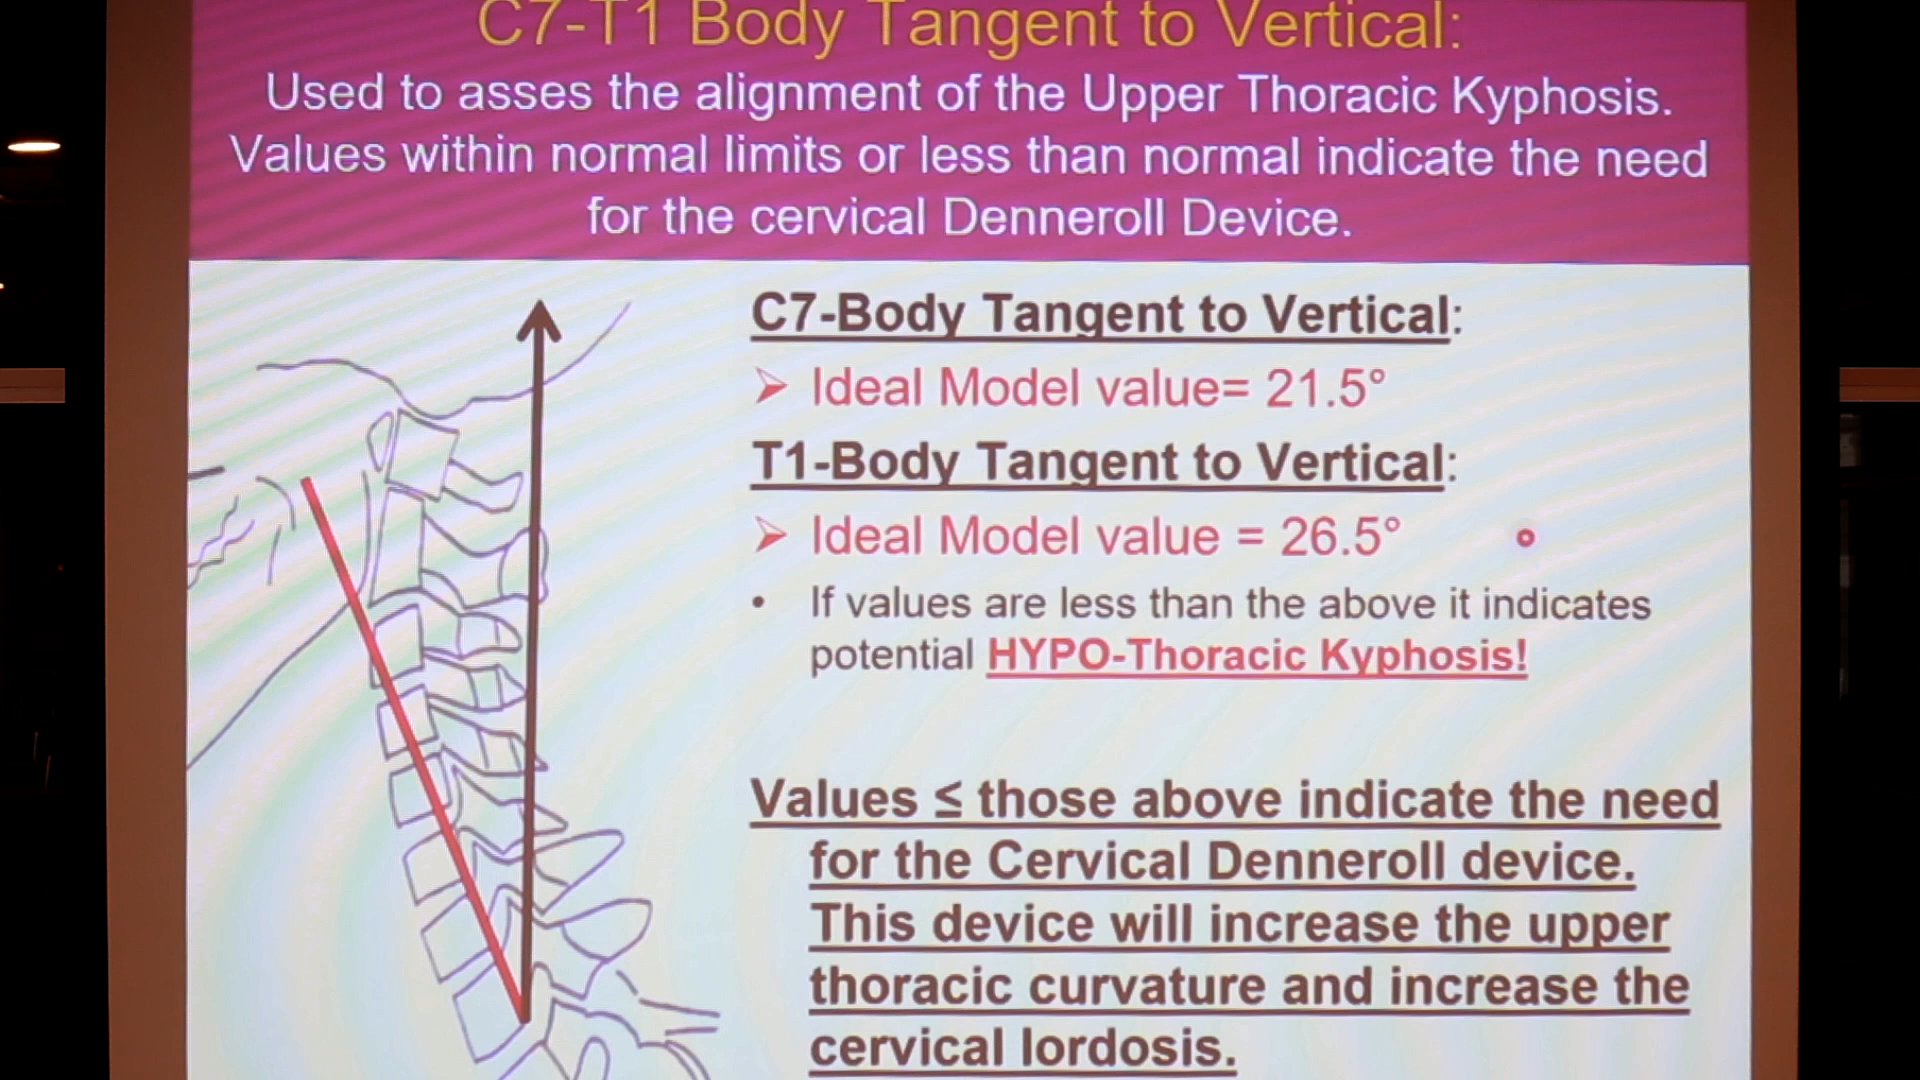 C7-T1 Body Tangent to Vertical:
Used to asses the alignment of the Upper Thoracic Kyphosis.
Values within normal limits or less than normal indicate the need
for the cervical Denneroll Device.
C7-Body Tangent to Vertical:
➢ Ideal Model value= 21.5°
T1-Body Tangent to Vertical:
➢ Ideal Model value = 26.5°
• If values are less than the above it indicates
potential HYPO-Thoracic Kyphosis!
Values ≤ those above indicate the need
for the Cervical Denneroll device.
This device will increase the upper
thoracic curvature and increase the
cervical lordosis.